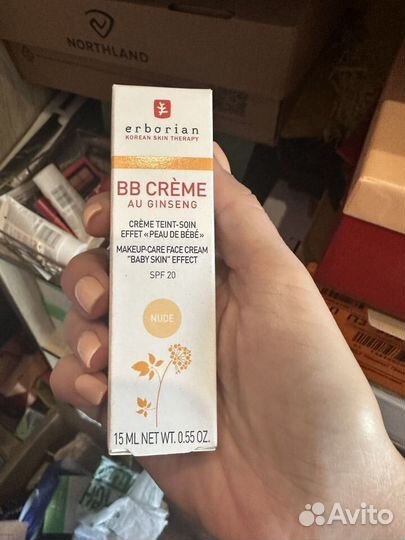 NORTHLAND
erborian
KOREAN SKIN THERAPY
BB CRÈME
AU GINSENG
CRÈME TEINT-SOIN
EFFET «PEAU DE BÉBÉ»
MAKEUP-CARE FACE CREAM
"BABY SKIN" EFFECT
SPF 20
NUDE
15 ML NET WT. 0.55 OZ.
Avito